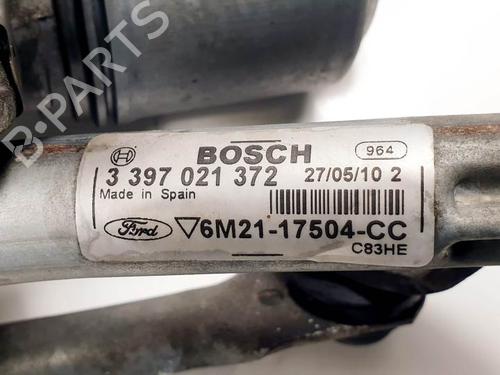 B-PARTS
BOSCH 964
3 397 021 372 27/05/10 2
Made in Spain
Ford 6M21-17504-CC
C83HE